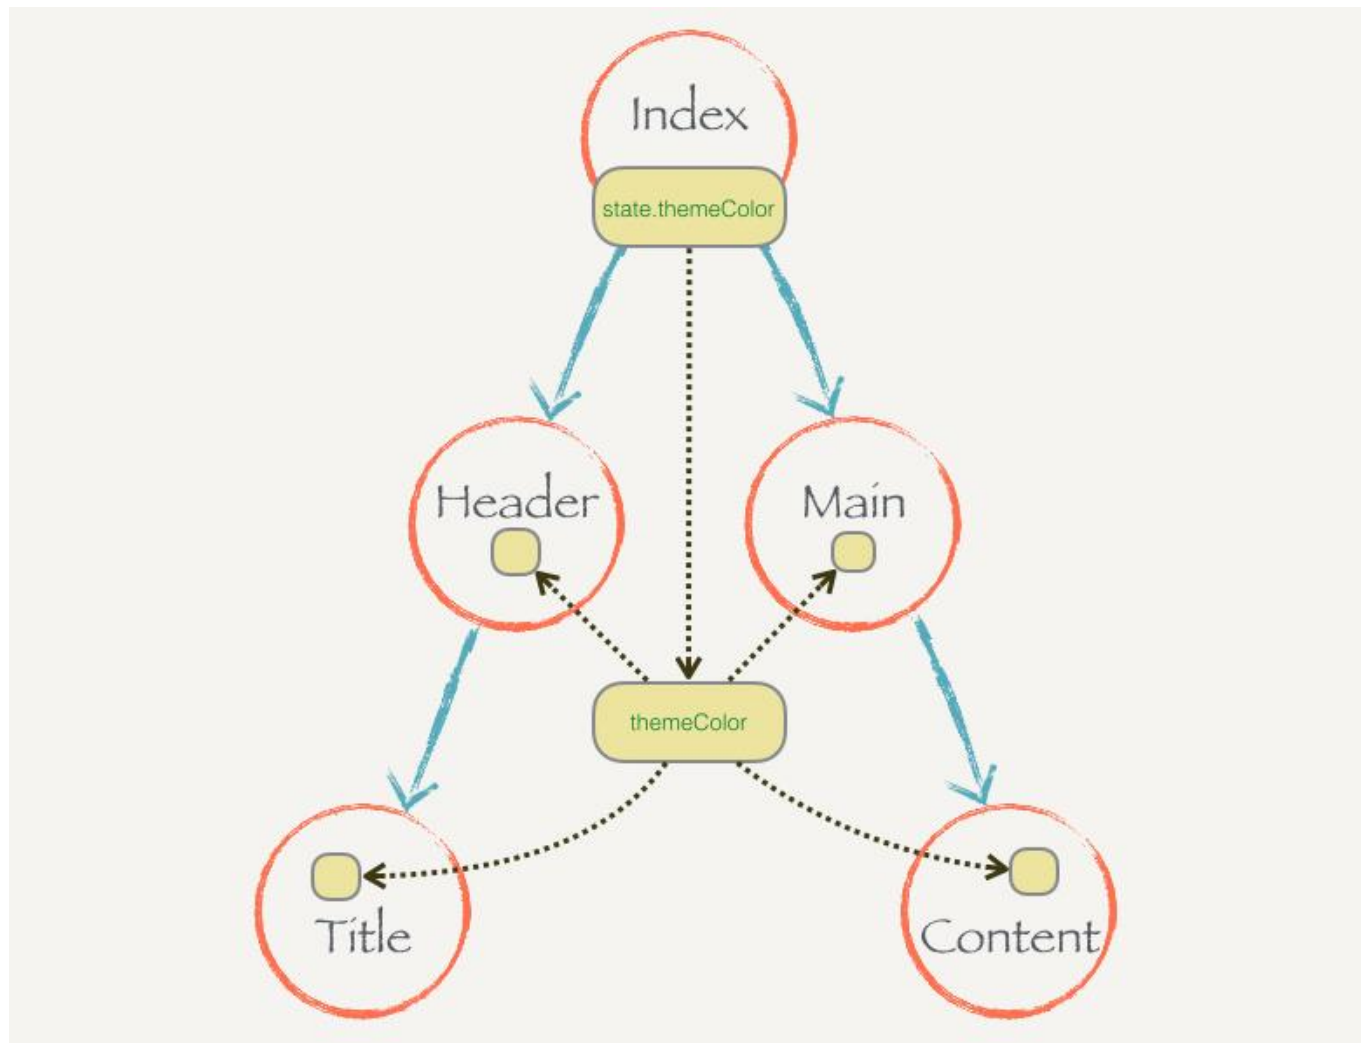 Index
state.themeColor
Header
Main
themeColor
Title
Content